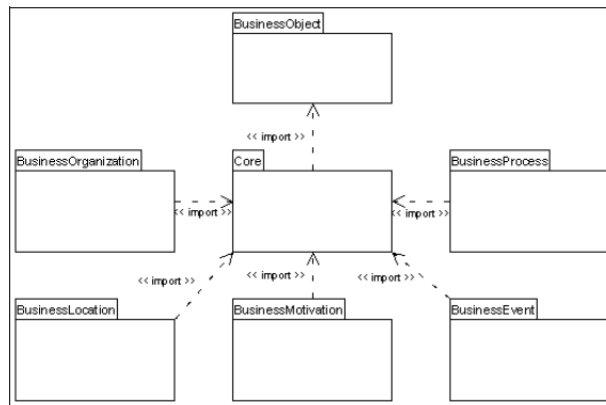 BusinessObject
<< import >>
BusinessOrganization
Core
BusinessProcess
<< import >>
<< import >>
<< import >>
<< import >>
<< import >>
BusinessLocation
BusinessMotivation
BusinessEvent